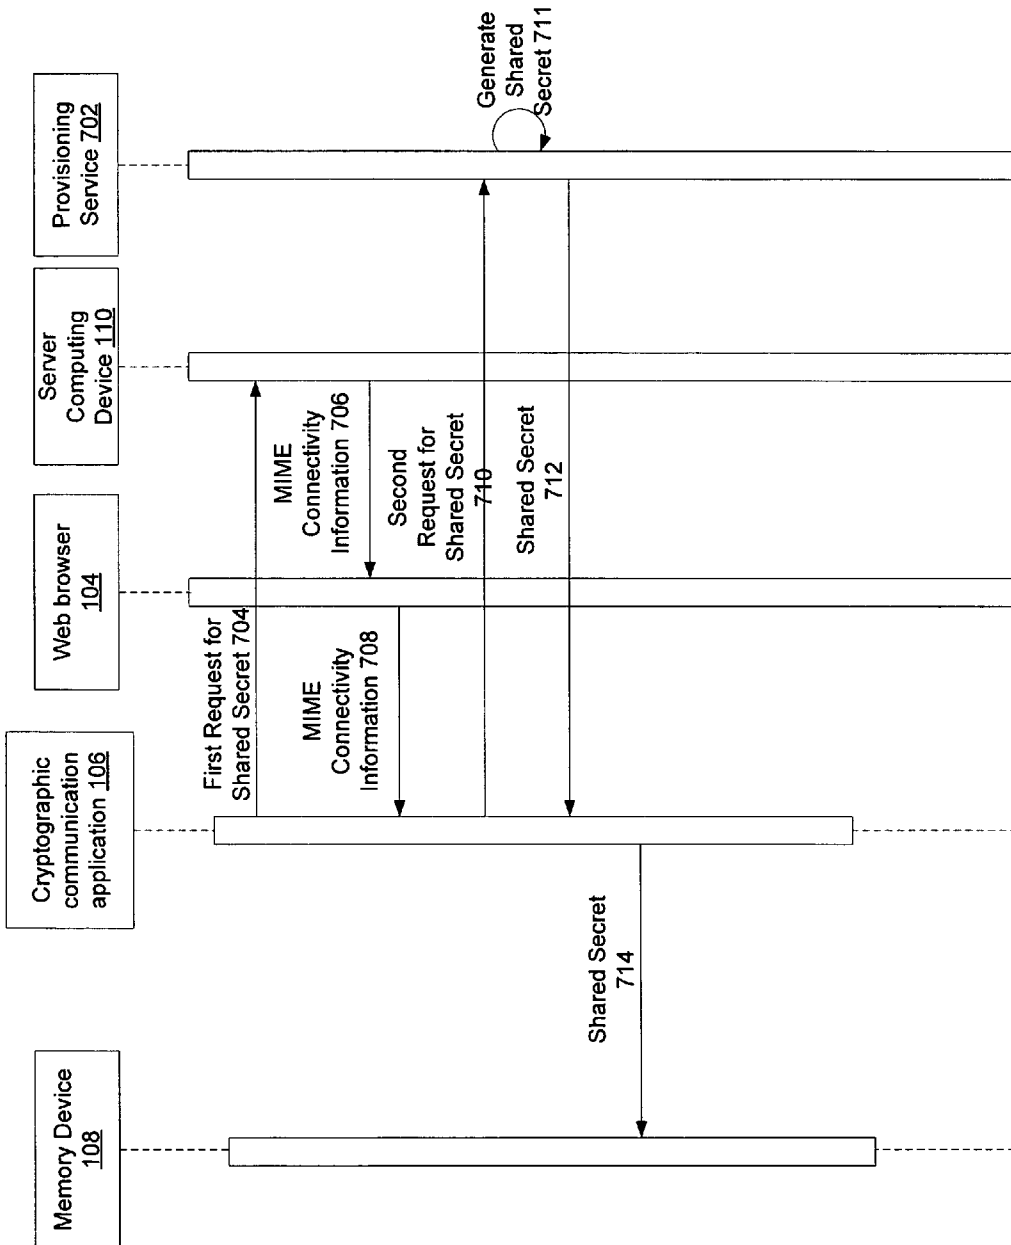 Memory Device
108
Cryptographic
communication
application 106
Web browser
104
Server
Computing
Device 110
Provisioning
Service 702
First Request for
Shared Secret 704
MIME
Connectivity
Information 706
MIME
Connectivity
Information 708
Second
Request for
Shared Secret
710
Generate
Shared
Secret 711
Shared Secret
712
Shared Secret
714